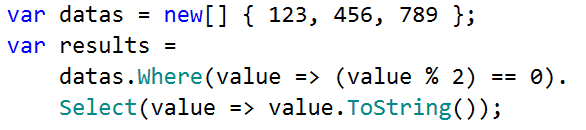 var datas = new[] { 123, 456, 789 };
var results =
    datas.Where(value => (value % 2) == 0).
    Select(value => value.ToString());